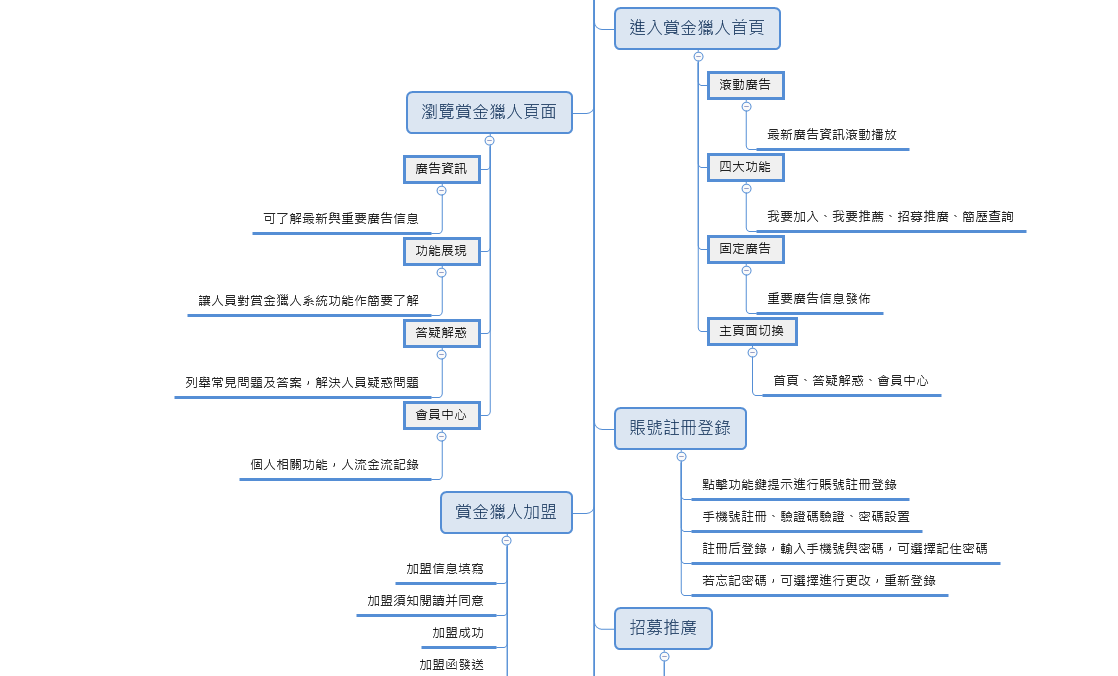 進入賞金獵人首頁
滾動廣告
最新廣告資訊滾動播放
四大功能
我要加入、我要推薦、招募推廣、簡歷查詢
固定廣告
重要廣告信息發佈
主頁面切換
首頁、答疑解惑、會員中心
瀏覽賞金獵人頁面
廣告資訊
可了解最新與重要廣告信息
功能展現
讓人員對賞金獵人系統功能作簡要了解
答疑解惑
列舉常見問題及答案，解決人員疑惑問題
會員中心
個人相關功能，人流金流記錄
賬號註冊登錄
點擊功能鍵提示進行賬號註冊登錄
手機號註冊、驗證碼驗證、密碼設置
註冊后登錄，輸入手機號與密碼，可選擇記住密碼
若忘記密碼，可選擇進行更改，重新登錄
賞金獵人加盟
加盟信息填寫
加盟須知閱讀并同意
加盟成功
加盟函發送
招募推廣